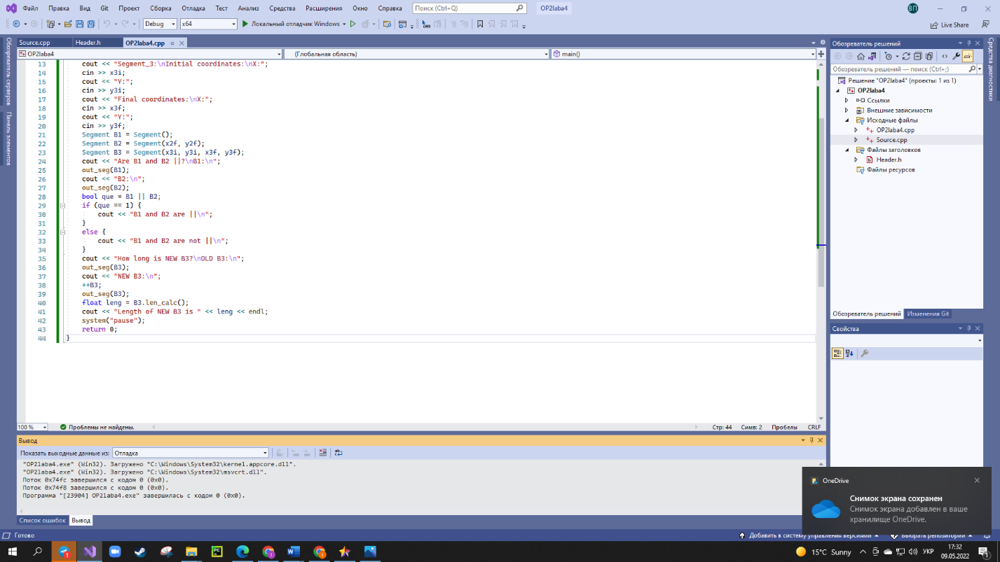 Файл Правка Вид Git Проект Сборка Отладка Тест Анализ Средства Расширения Окно Справка Поиск (Ctrl+Q) OP2laba4 ВП
Debug x64 Локальный отладчик Windows Live Share
Обозреватель серверов
Панель элементов
Source.cpp Header.h OP2laba4.cpp
OP2laba4 (Глобальная область) main()
13 cout << "Segment_3:\nInitial coordinates:\nX:";
14 cin >> x3i;
15 cout << "Y:";
16 cin >> y3i;
17 cout << "Final coordinates:\nX:";
18 cin >> x3f;
19 cout << "Y:";
20 cin >> y3f;
21 Segment B1 = Segment();
22 Segment B2 = Segment(x2f, y2f);
23 Segment B3 = Segment(x3i, y3i, x3f, y3f);
24 cout << "Are B1 and B2 ||?\nB1:\n";
25 out_seg(B1);
26 cout << "B2:\n";
27 out_seg(B2);
28 bool que = B1 || B2;
29 if (que == 1) {
30 cout << "B1 and B2 are ||\n";
31 }
32 else {
33 cout << "B1 and B2 are not ||\n";
34 }
35 cout << "How long is NEW B3?\nOLD B3:\n";
36 out_seg(B3);
37 cout << "NEW B3:\n";
38 ++B3;
39 out_seg(B3);
40 float leng = B3.len_calc();
41 cout << "Length of NEW B3 is " << leng << endl;
42 system("pause");
43 return 0;
44 }
100 % Проблемы не найдены. Стр: 44 Симв: 2 Пробелы CRLF
Вывод
Показать выходные данные из: Отладка
"OP2laba4.exe" (Win32). Загружено "C:\Windows\System32\kernel.appcore.dll".
"OP2laba4.exe" (Win32). Загружено "C:\Windows\System32\msvcrt.dll".
Поток 0x74fc завершился с кодом 0 (0x0).
Поток 0x74f8 завершился с кодом 0 (0x0).
Программа "[23904] OP2laba4.exe" завершилась с кодом 0 (0x0).
Список ошибок Вывод
Обозреватель решений
Обозреватель решений — поиск (Ctrl+;)
Решение "OP2laba4" (проекты: 1 из 1)
OP2laba4
Ссылки
Внешние зависимости
Исходные файлы
OP2laba4.cpp
Source.cpp
Файлы заголовков
Header.h
Файлы ресурсов
Обозреватель решений Изменения Git
Свойства
Средства диагностики
OneDrive
Снимок экрана сохранен
Снимок экрана добавлен в ваше
хранилище OneDrive.
Готово Добавить в систему управления версиями Выбрать репозитории
15°C Sunny УКР 17:32
09.05.2022